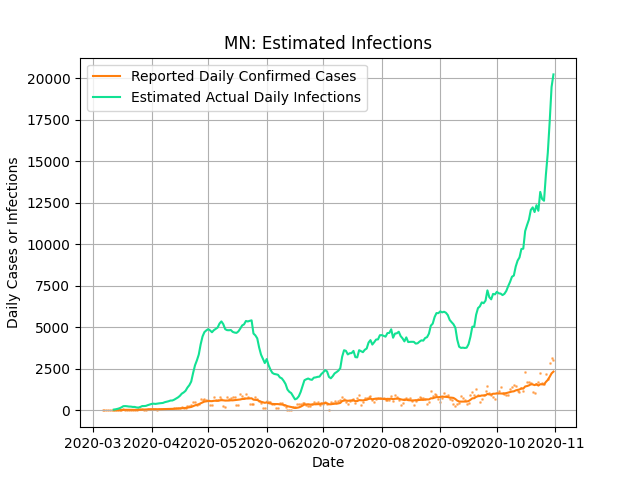 MN: Estimated Infections
Reported Daily Confirmed Cases
Estimated Actual Daily Infections
Daily Cases or Infections
20000
17500
15000
12500
10000
7500
5000
2500
0
2020-03 2020-04 2020-05 2020-06 2020-07 2020-08 2020-09 2020-10 2020-11
Date